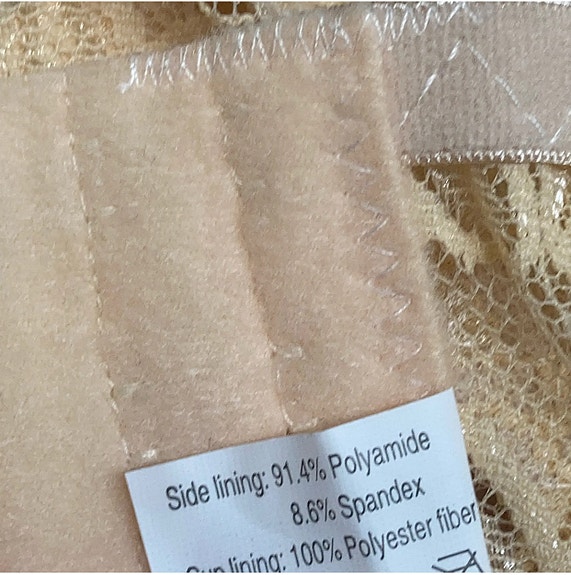 Side lining: 91.4% Polyamide
8.6% Spandex
Cup lining: 100% Polyester fiber